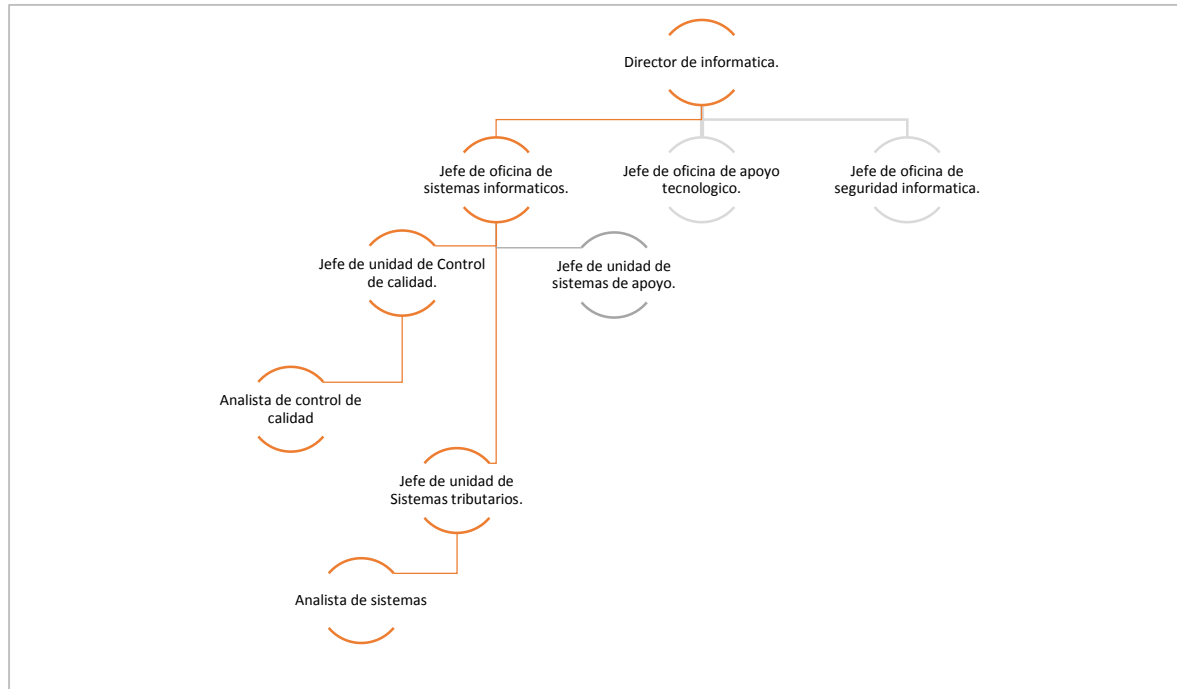 Director de informatica.
Jefe de oficina de
sistemas informaticos.
Jefe de oficina de apoyo
tecnologico.
Jefe de oficina de
seguridad informatica.
Jefe de unidad de Control
de calidad.
Jefe de unidad de
sistemas de apoyo.
Analista de control de
calidad
Jefe de unidad de
Sistemas tributarios.
Analista de sistemas